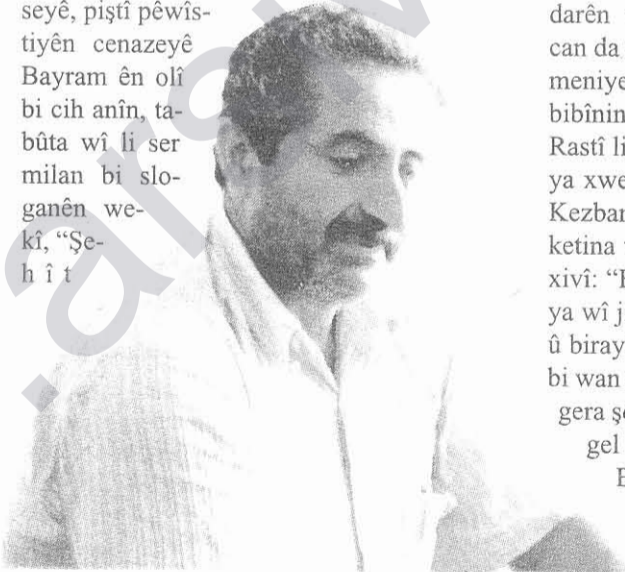 seyê, piştî pêwîs-
tiyên cenazeyê
Bayram ên olî
bi cih anîn, ta-
bûta wî li ser
milan bi slo-
ganên we-
kî, “Şe-
h î t
darên
can da
meniye
bibînin
Rastî li
ya xwe
Kezban
ketina
xivî:
ya wî
û biray
bi wan
gera
gel